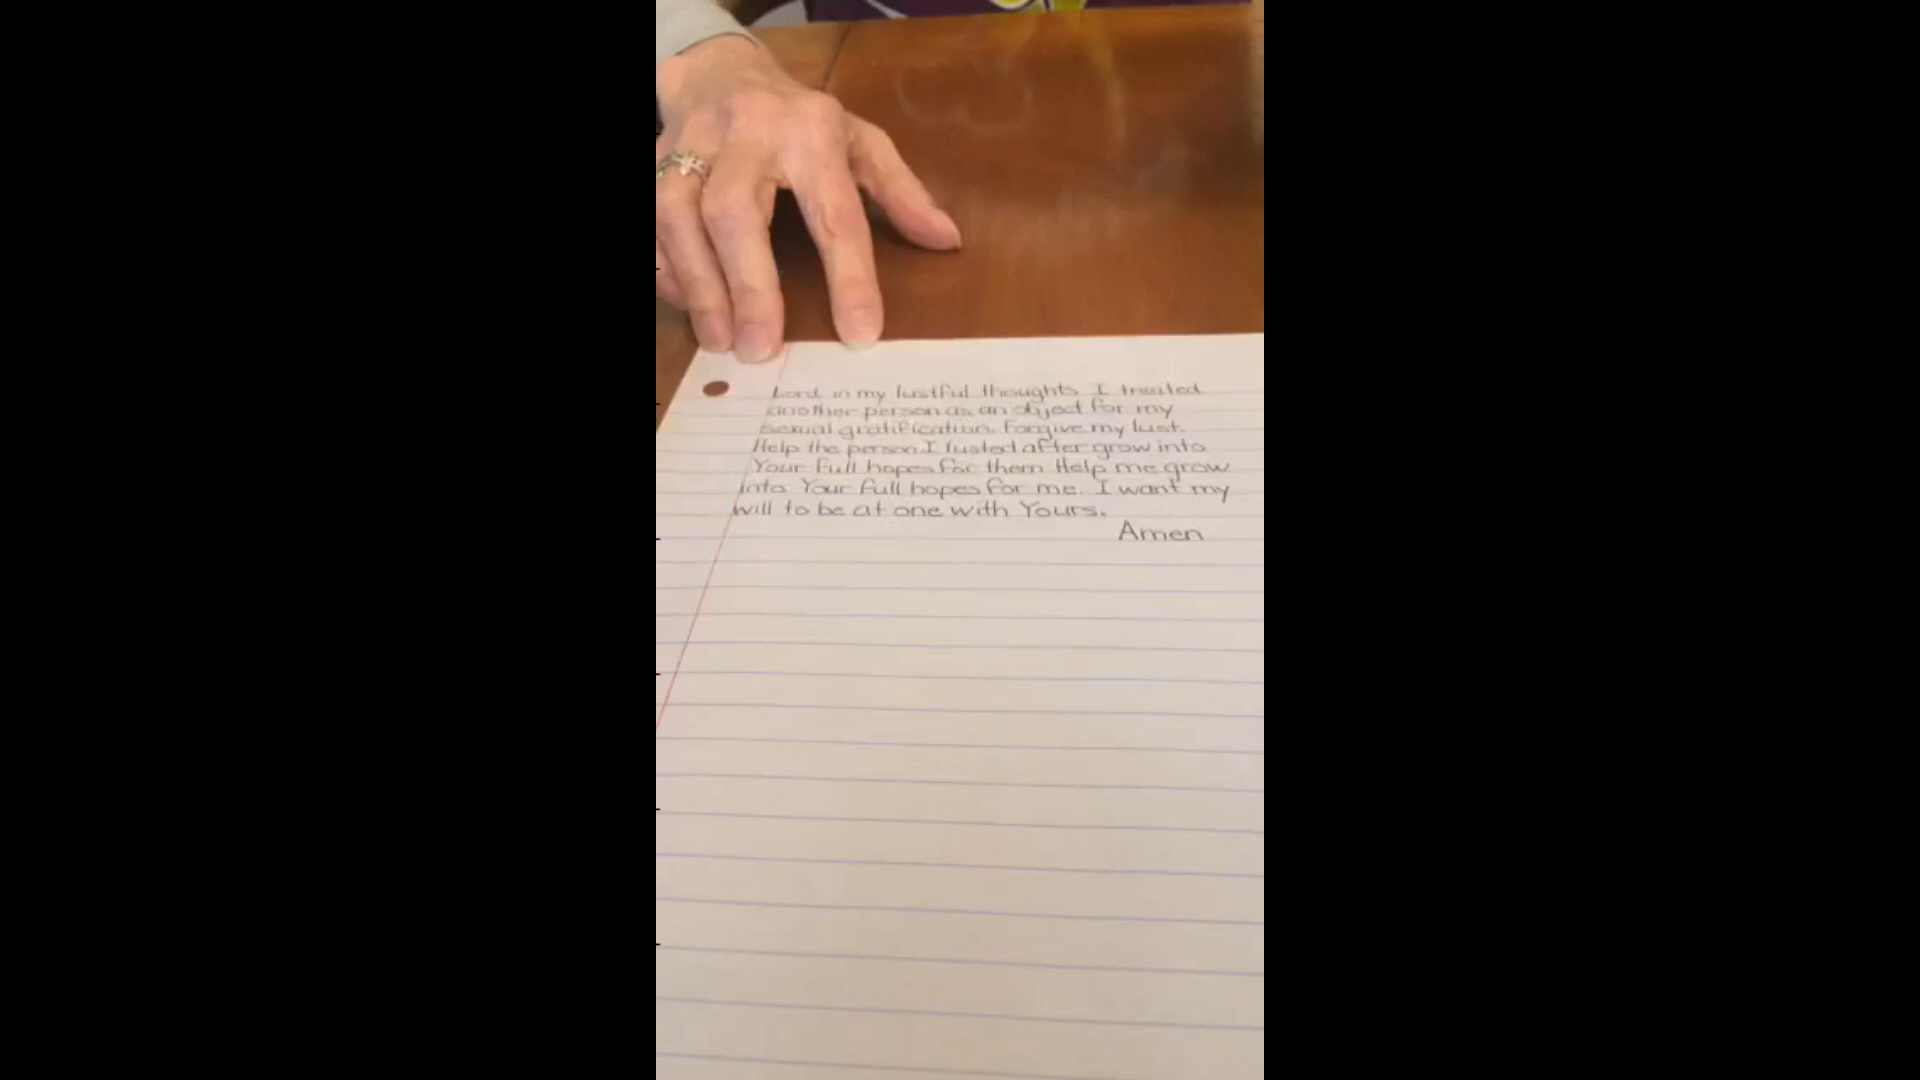 Lord in my lustful thoughts I treated
another person as an object for my
sexual gratification. Forgive my lust.
Help the person I lusted after grow into
Your full hopes for them Help me grow
into Your full hopes for me. I want my
will to be at one with Yours.
Amen